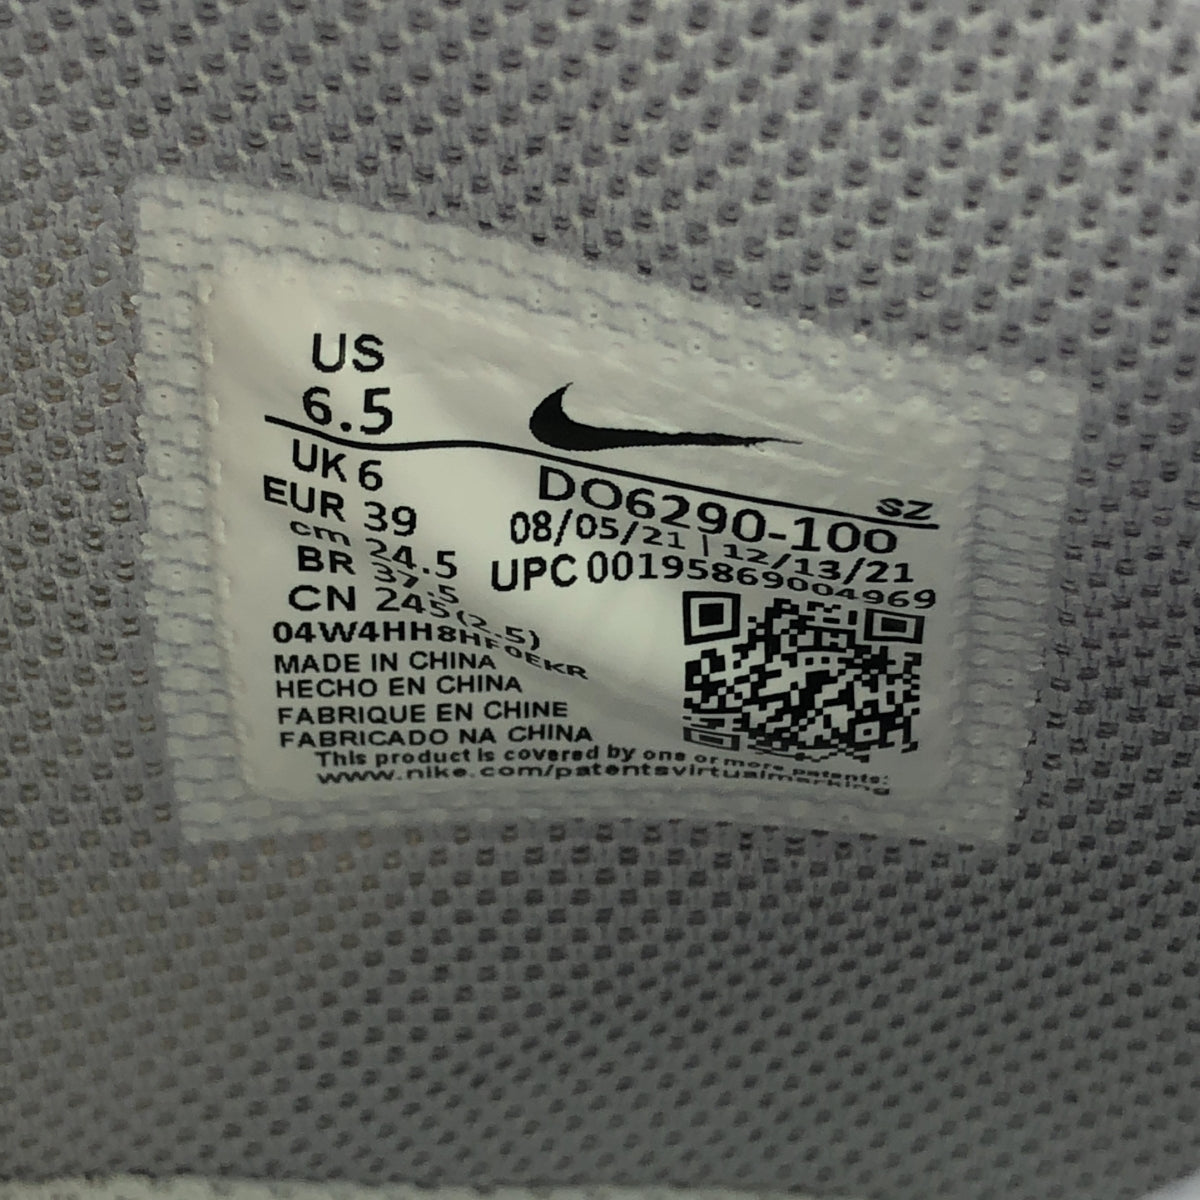 US
6.5
UK 6
EUR 39
cm 24.5
BR 37.5
CN 245(2.5)
04W4HH8HF0EKR
MADE IN CHINA
HECHO EN CHINA
FABRIQUE EN CHINE
FABRICADO NA CHINA
SZ
DO6290-100
08/05/21 | 12/13/21
UPC 00195869004969
This product is covered by one or more patents:
www.nike.com/patentsvirtualmarking